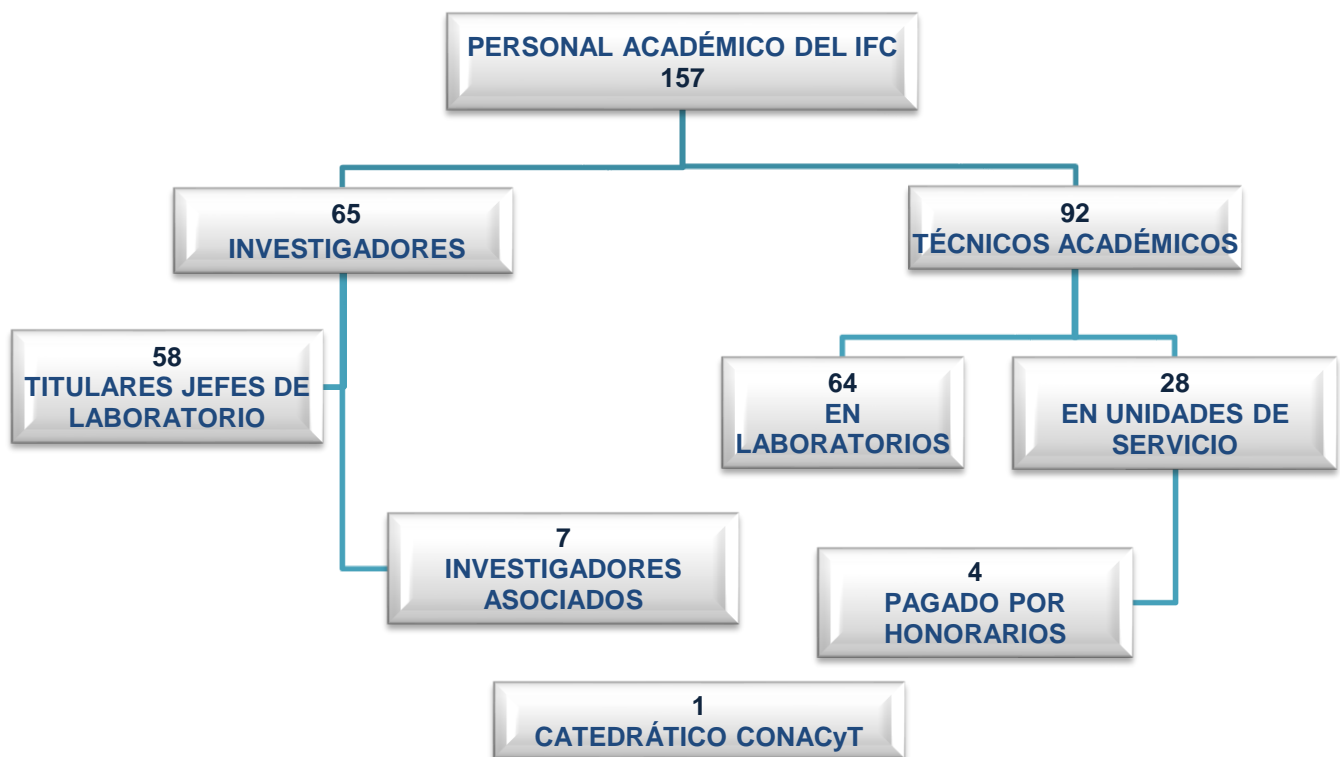 PERSONAL ACADÉMICO DEL IFC
157
65
INVESTIGADORES
92
TÉCNICOS ACADÉMICOS
58
TITULARES JEFES DE
LABORATORIO
64
EN
LABORATORIOS
28
EN UNIDADES DE
SERVICIO
7
INVESTIGADORES
ASOCIADOS
4
PAGADO POR
HONORARIOS
1
CATEDRÁTICO CONACyT